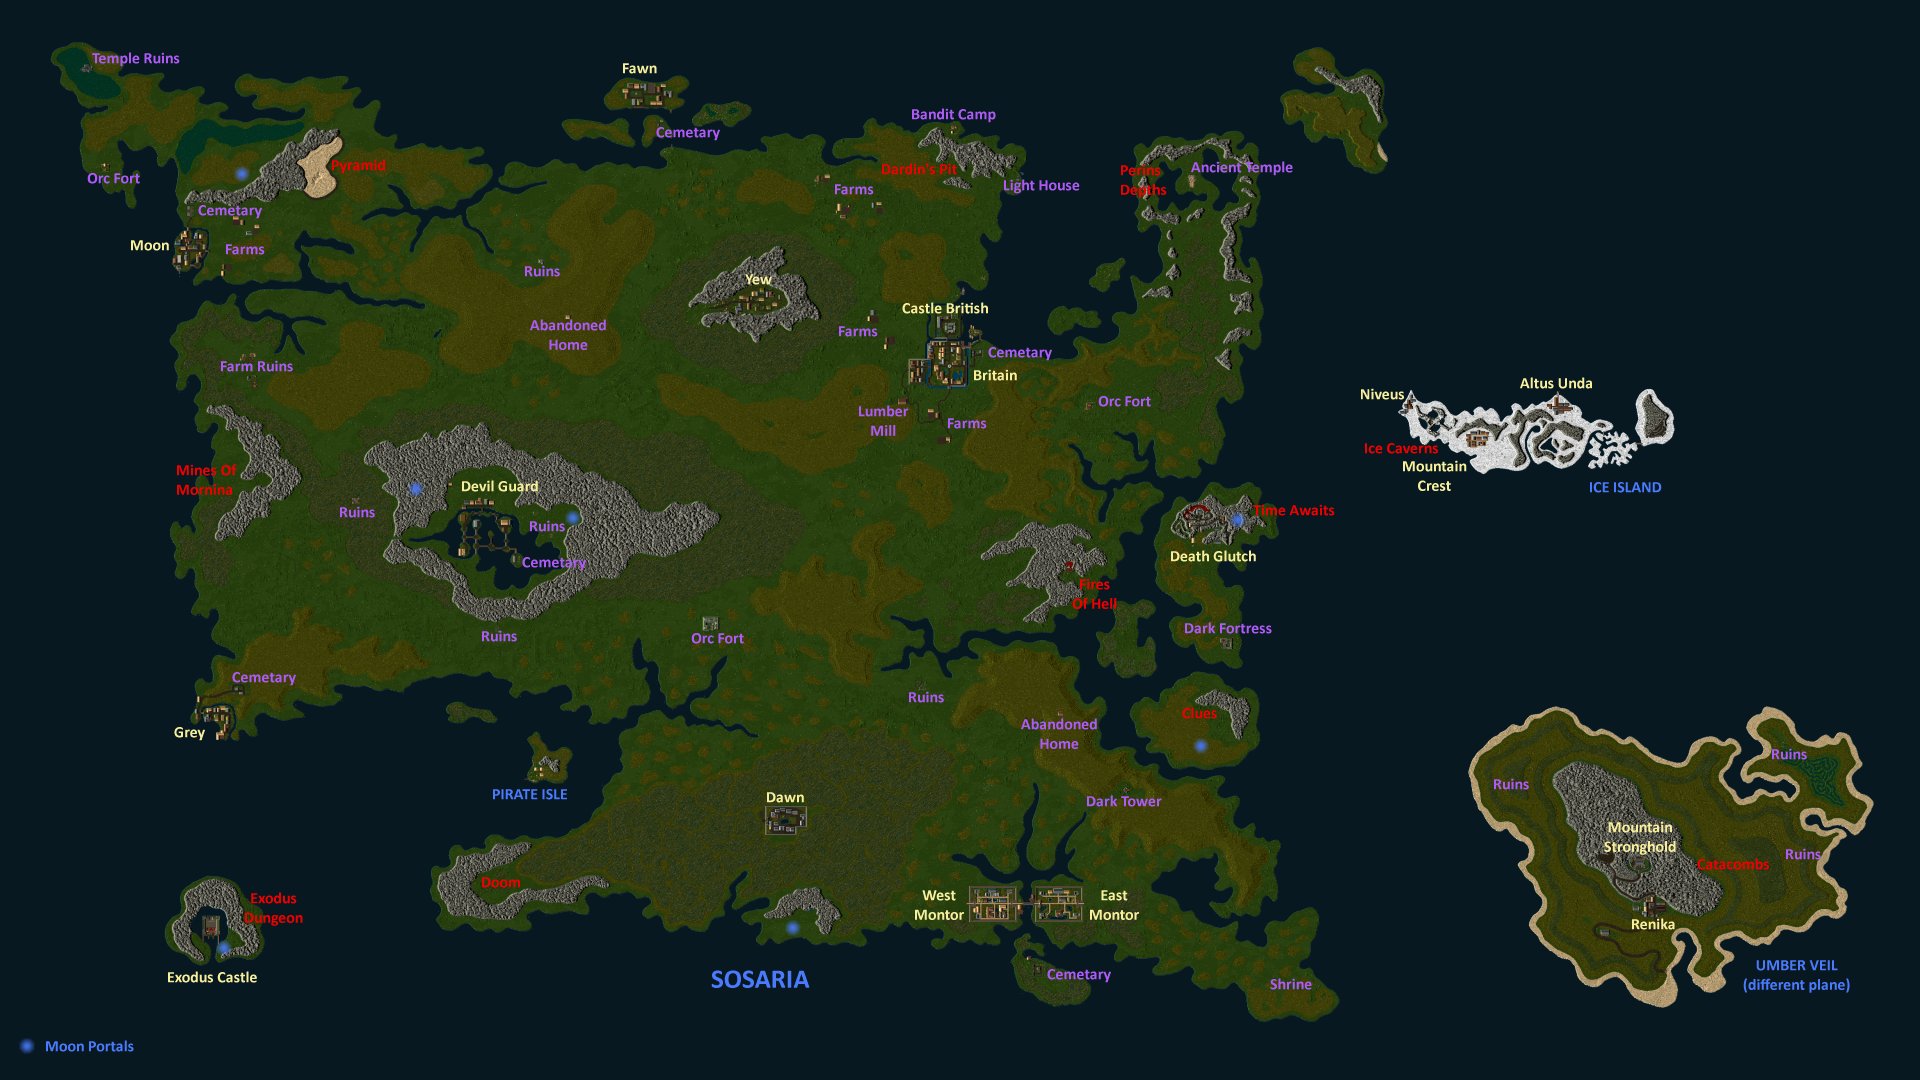 Temple Ruins
Fawn
Bandit Camp
Cemetary
Orc Fort
Pyramid
Dardin's Pit
Light House
Perins
Depths
Ancient Temple
Farms
Cemetary
Moon
Farms
Ruins
Yew
Castle British
Abandoned
Home
Farms
Cemetary
Britain
Farm Ruins
Lumber
Mill
Farms
Orc Fort
Niveus
Altus Unda
Ice Caverns
Mountain
Crest
ICE ISLAND
Mines Of
Mornina
Ruins
Devil Guard
Ruins
Cemetary
Time Awaits
Death Glutch
Fires
Of Hell
Dark Fortress
Ruins
Orc Fort
Cemetary
Grey
Ruins
Abandoned
Home
Clues
PIRATE ISLE
Dawn
Dark Tower
Ruins
Ruins
Mountain
Stronghold
Ruins
Catacombs
Renika
UMBER VEIL
(different plane)
Doom
Exodus
Dungeon
Exodus Castle
West
Montor
East
Montor
Cemetary
Shrine
SOSARIA
Moon Portals